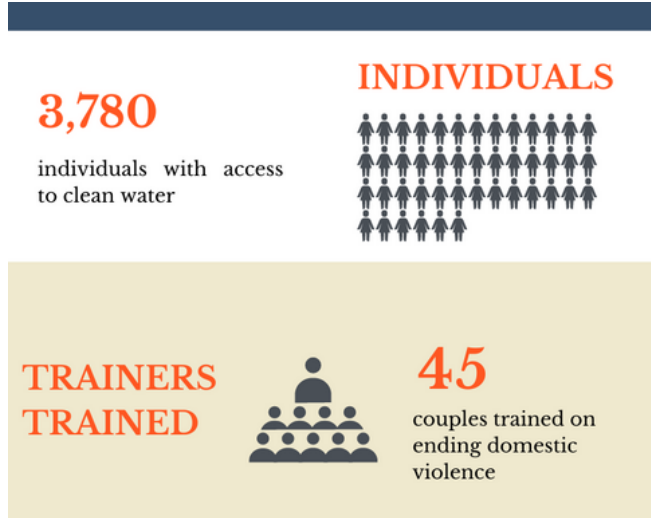 3,780
individuals with access
to clean water
INDIVIDUALS
TRAINERS
TRAINED
45
couples trained on
ending domestic
violence